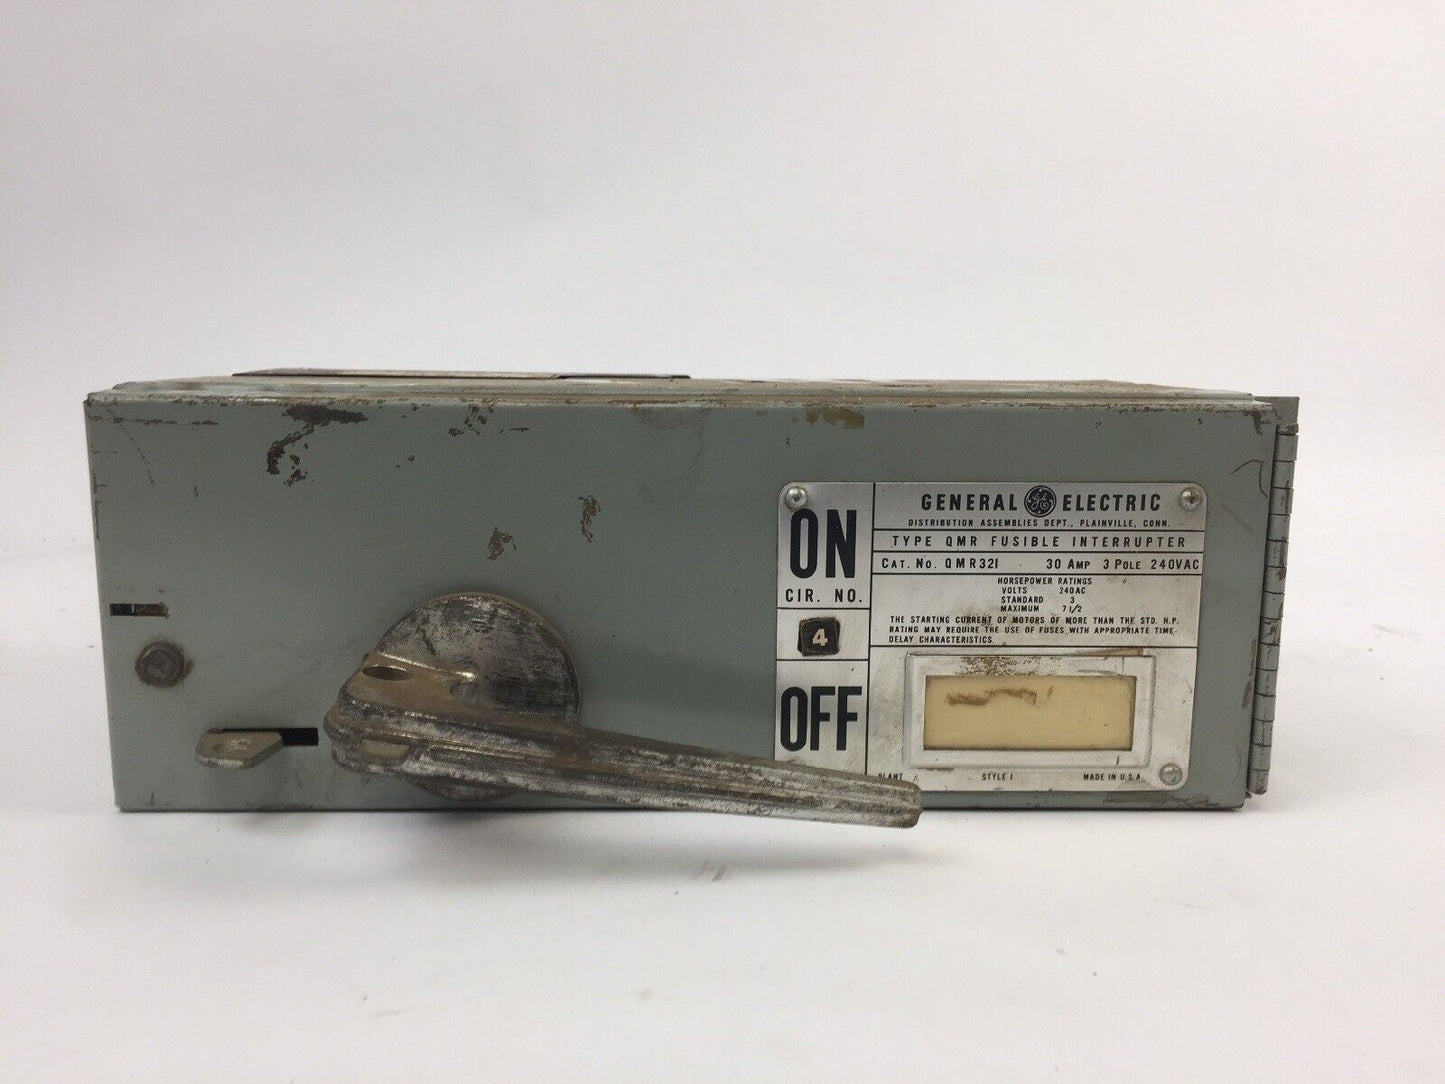 ON
CIR. NO.
4
OFF
GENERAL GE ELECTRIC
DISTRIBUTION ASSEMBLIES DEPT., PLAINVILLE, CONN.
TYPE QMR FUSIBLE INTERRUPTER
CAT. NO. QMR321 30 AMP 3 POLE 240VAC
HORSEPOWER RATINGS
VOLTS 240AC
STANDARD 3
MAXIMUM 7 1/2
THE STARTING CURRENT OF MOTORS OF MORE THAN THE STD. H.P.
RATING MAY REQUIRE THE USE OF FUSES WITH APPROPRIATE TIME-
DELAY CHARACTERISTICS.
PLANT A STYLE 1 MADE IN U.S.A.